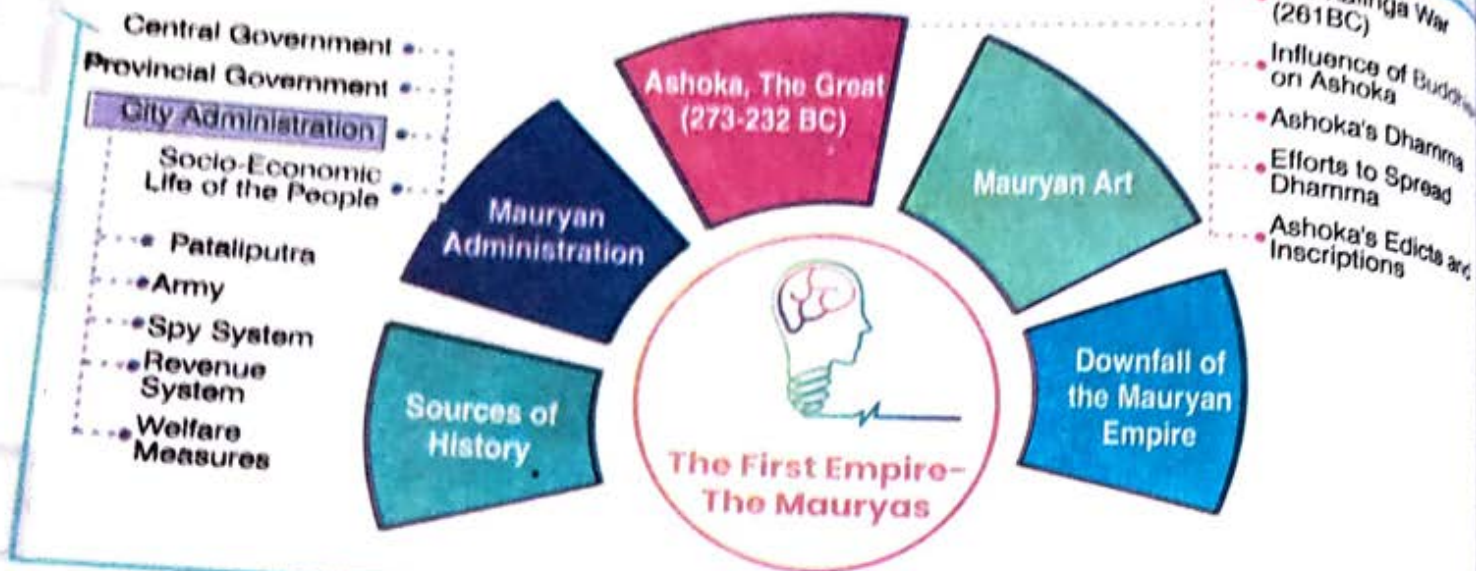 Central Government
Provincial Government
City Administration
Socio-Economic
Life of the People
Pataliputra
Army
Spy System
Revenue
System
Welfare
Measures
Mauryan
Administration
Sources of
History
Ashoka, The Great
(273-232 BC)
Mauryan Art
Downfall of
the Mauryan
Empire
The First Empire-
The Mauryas
War
(261BC)
Influence of
on Ashoka
Ashoka's Dhamma
Efforts to Spread
Dhamma
Ashoka's Edicts and
Inscriptions